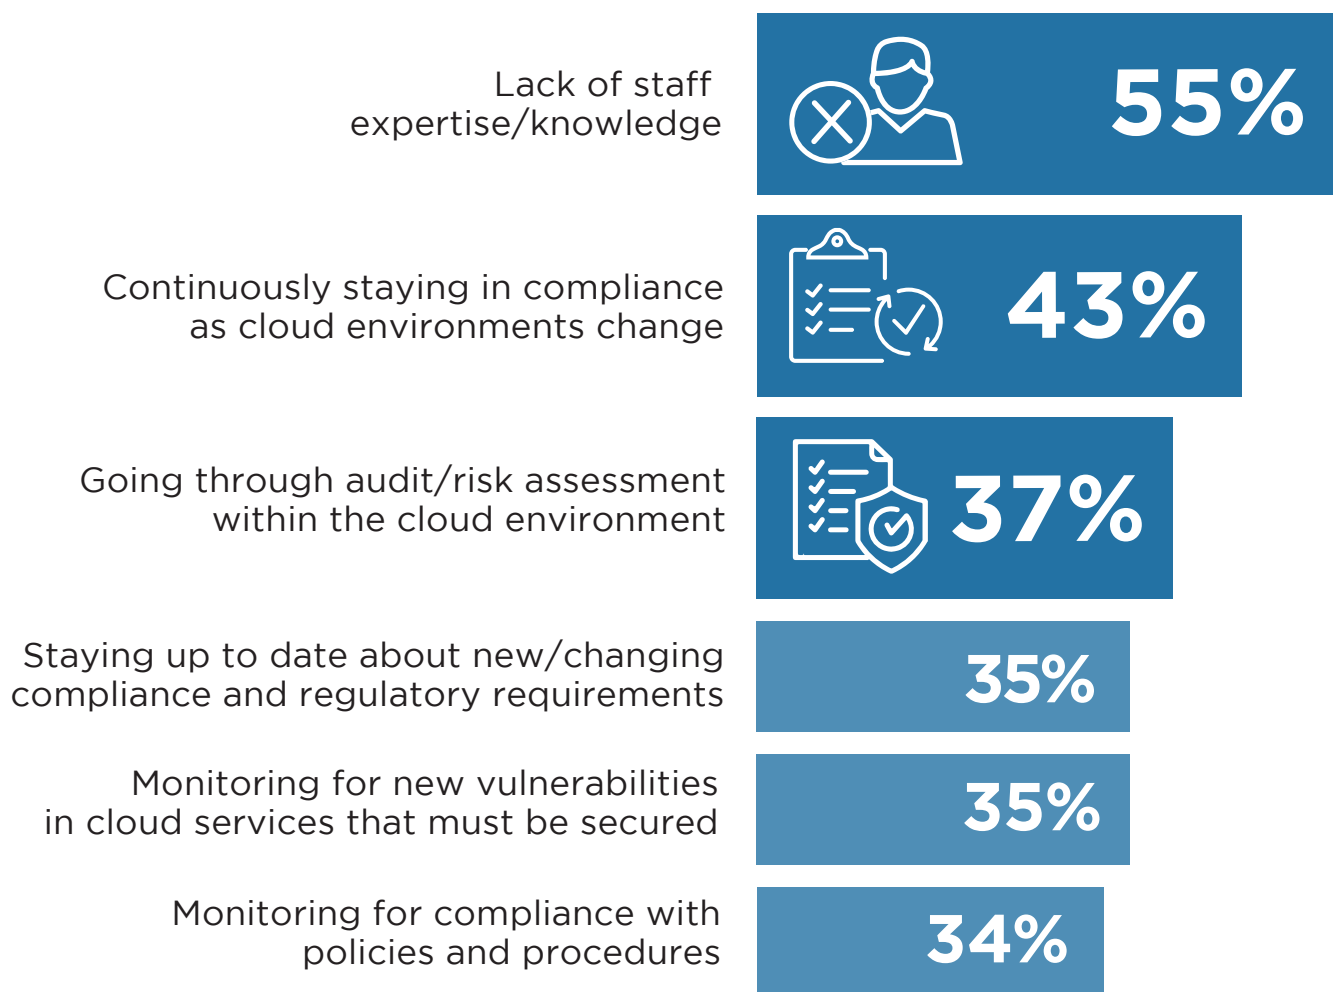 Lack of staff
expertise/knowledge
55%
Continuously staying in compliance
as cloud environments change
43%
Going through audit/risk assessment
within the cloud environment
37%
Staying up to date about new/changing
compliance and regulatory requirements
35%
Monitoring for new vulnerabilities
in cloud services that must be secured
35%
Monitoring for compliance with
policies and procedures
34%